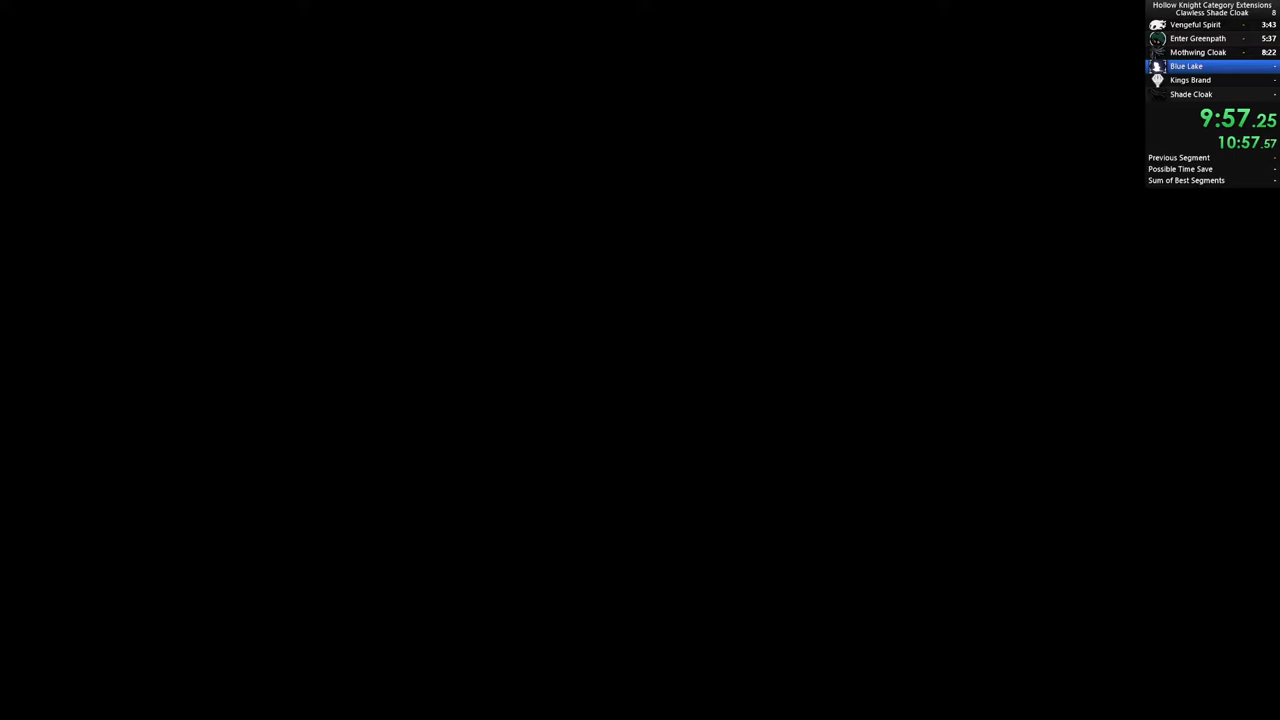 Hollow Knight Category Extensions
Clawless Shade Cloak 8
Vengeful Spirit - 3:43
Enter Greenpath - 5:37
Mothwing Cloak - 8:22
Blue Lake -
Kings Brand -
Shade Cloak -
9:57.25
10:57.57
Previous Segment -
Possible Time Save -
Sum of Best Segments -